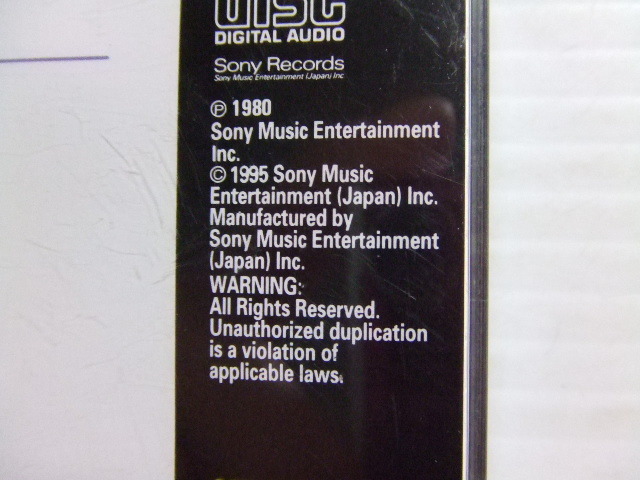 disc
DIGITAL AUDIO
Sony Records
Sony Music Entertainment (Japan) Inc.
℗ 1980
Sony Music Entertainment
Inc.
© 1995 Sony Music
Entertainment (Japan) Inc.
Manufactured by
Sony Music Entertainment
(Japan) Inc.
WARNING:
All Rights Reserved.
Unauthorized duplication
is a violation of
applicable laws.